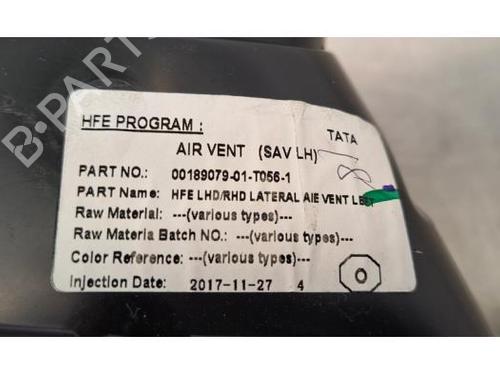 B-PARTS
HFE PROGRAM :
TATA
AIR VENT (SAV LH)
PART NO.: 00189079-01-T056-1
PART Name: HFE LHD/RHD LATERAL AIE VENT
Raw Material: ---(various types)---
Raw Materia Batch NO.: ---(various types)---
Color Reference: ---(various types)---
Injection Date: 2017-11-27 4